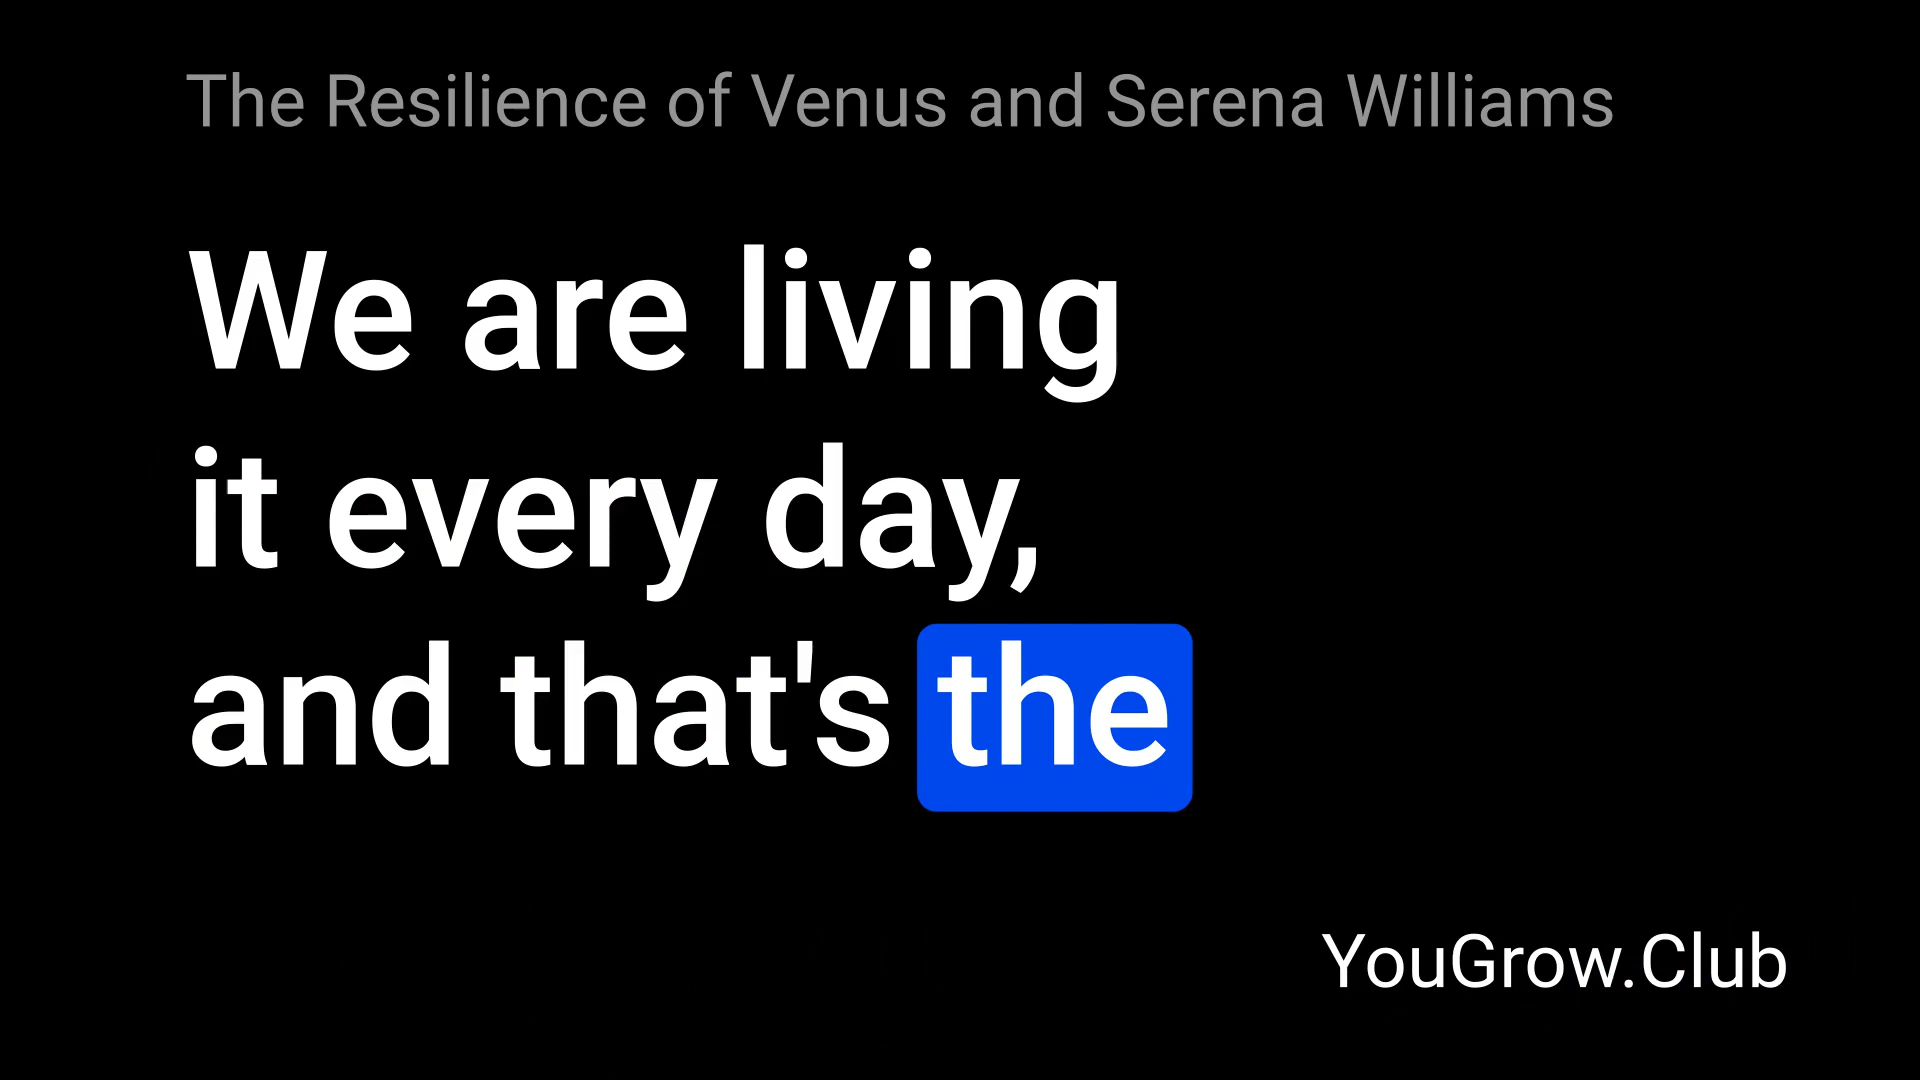 The Resilience of Venus and Serena Williams
We are living
it every day,
and that's the
YouGrow.Club